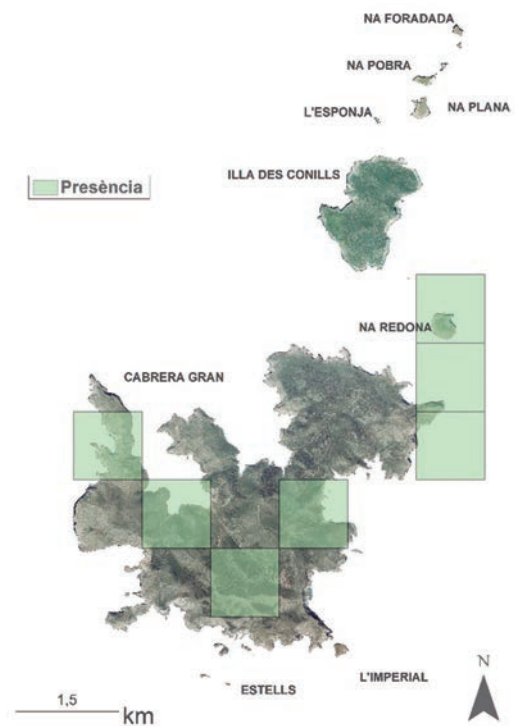 NA FORADADA
NA POBRA
NA PLANA
L'ESPONJA
ILLA DES CONILLS
Presència
NA REDONA
CABRERA GRAN
N
L'IMPERIAL
ESTELLS
1,5
km